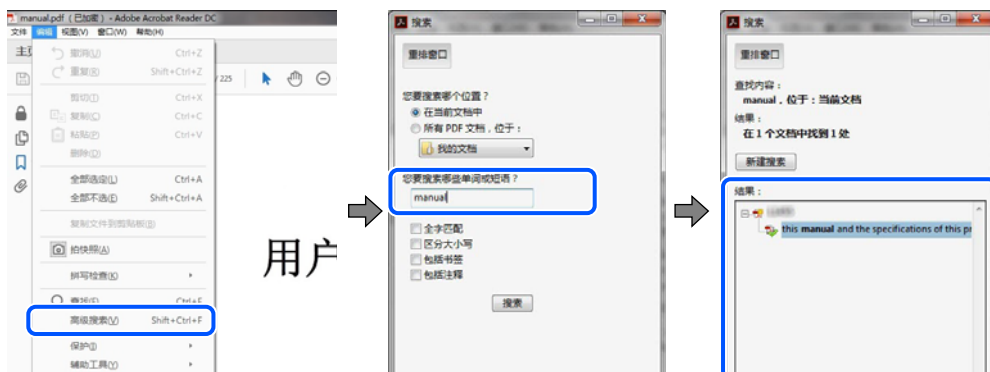 manual.pdf （已加密） - Adobe Acrobat Reader DC
文件 编辑 视图(V) 窗口(W) 帮助(H)
撤消(U) Ctrl+Z
重复(R) Shift+Ctrl+Z
剪切(T) Ctrl+X
复制(C) Ctrl+C
粘贴(P) Ctrl+V
删除(D)
全部选定(L) Ctrl+A
全部不选(E) Shift+Ctrl+A
复制文件到剪贴板(B)
拍快照(A)
拼写检查(K)
查找(F) Ctrl+F
高级搜索(V) Shift+Ctrl+F
保护(I)
辅助工具(Y)
/ 225
用户
搜索
重排窗口
您要搜索哪个位置？
在当前文档中
所有 PDF 文档，位于：
我的文档
您要搜索哪些单词或短语？
manual
全字匹配
区分大小写
包括书签
包括注释
搜索
搜索
重排窗口
查找内容：
manual，位于：当前文档
结果：
在 1 个文档中找到 1 处
新建搜索
结果：
this manual and the specifications of this pr